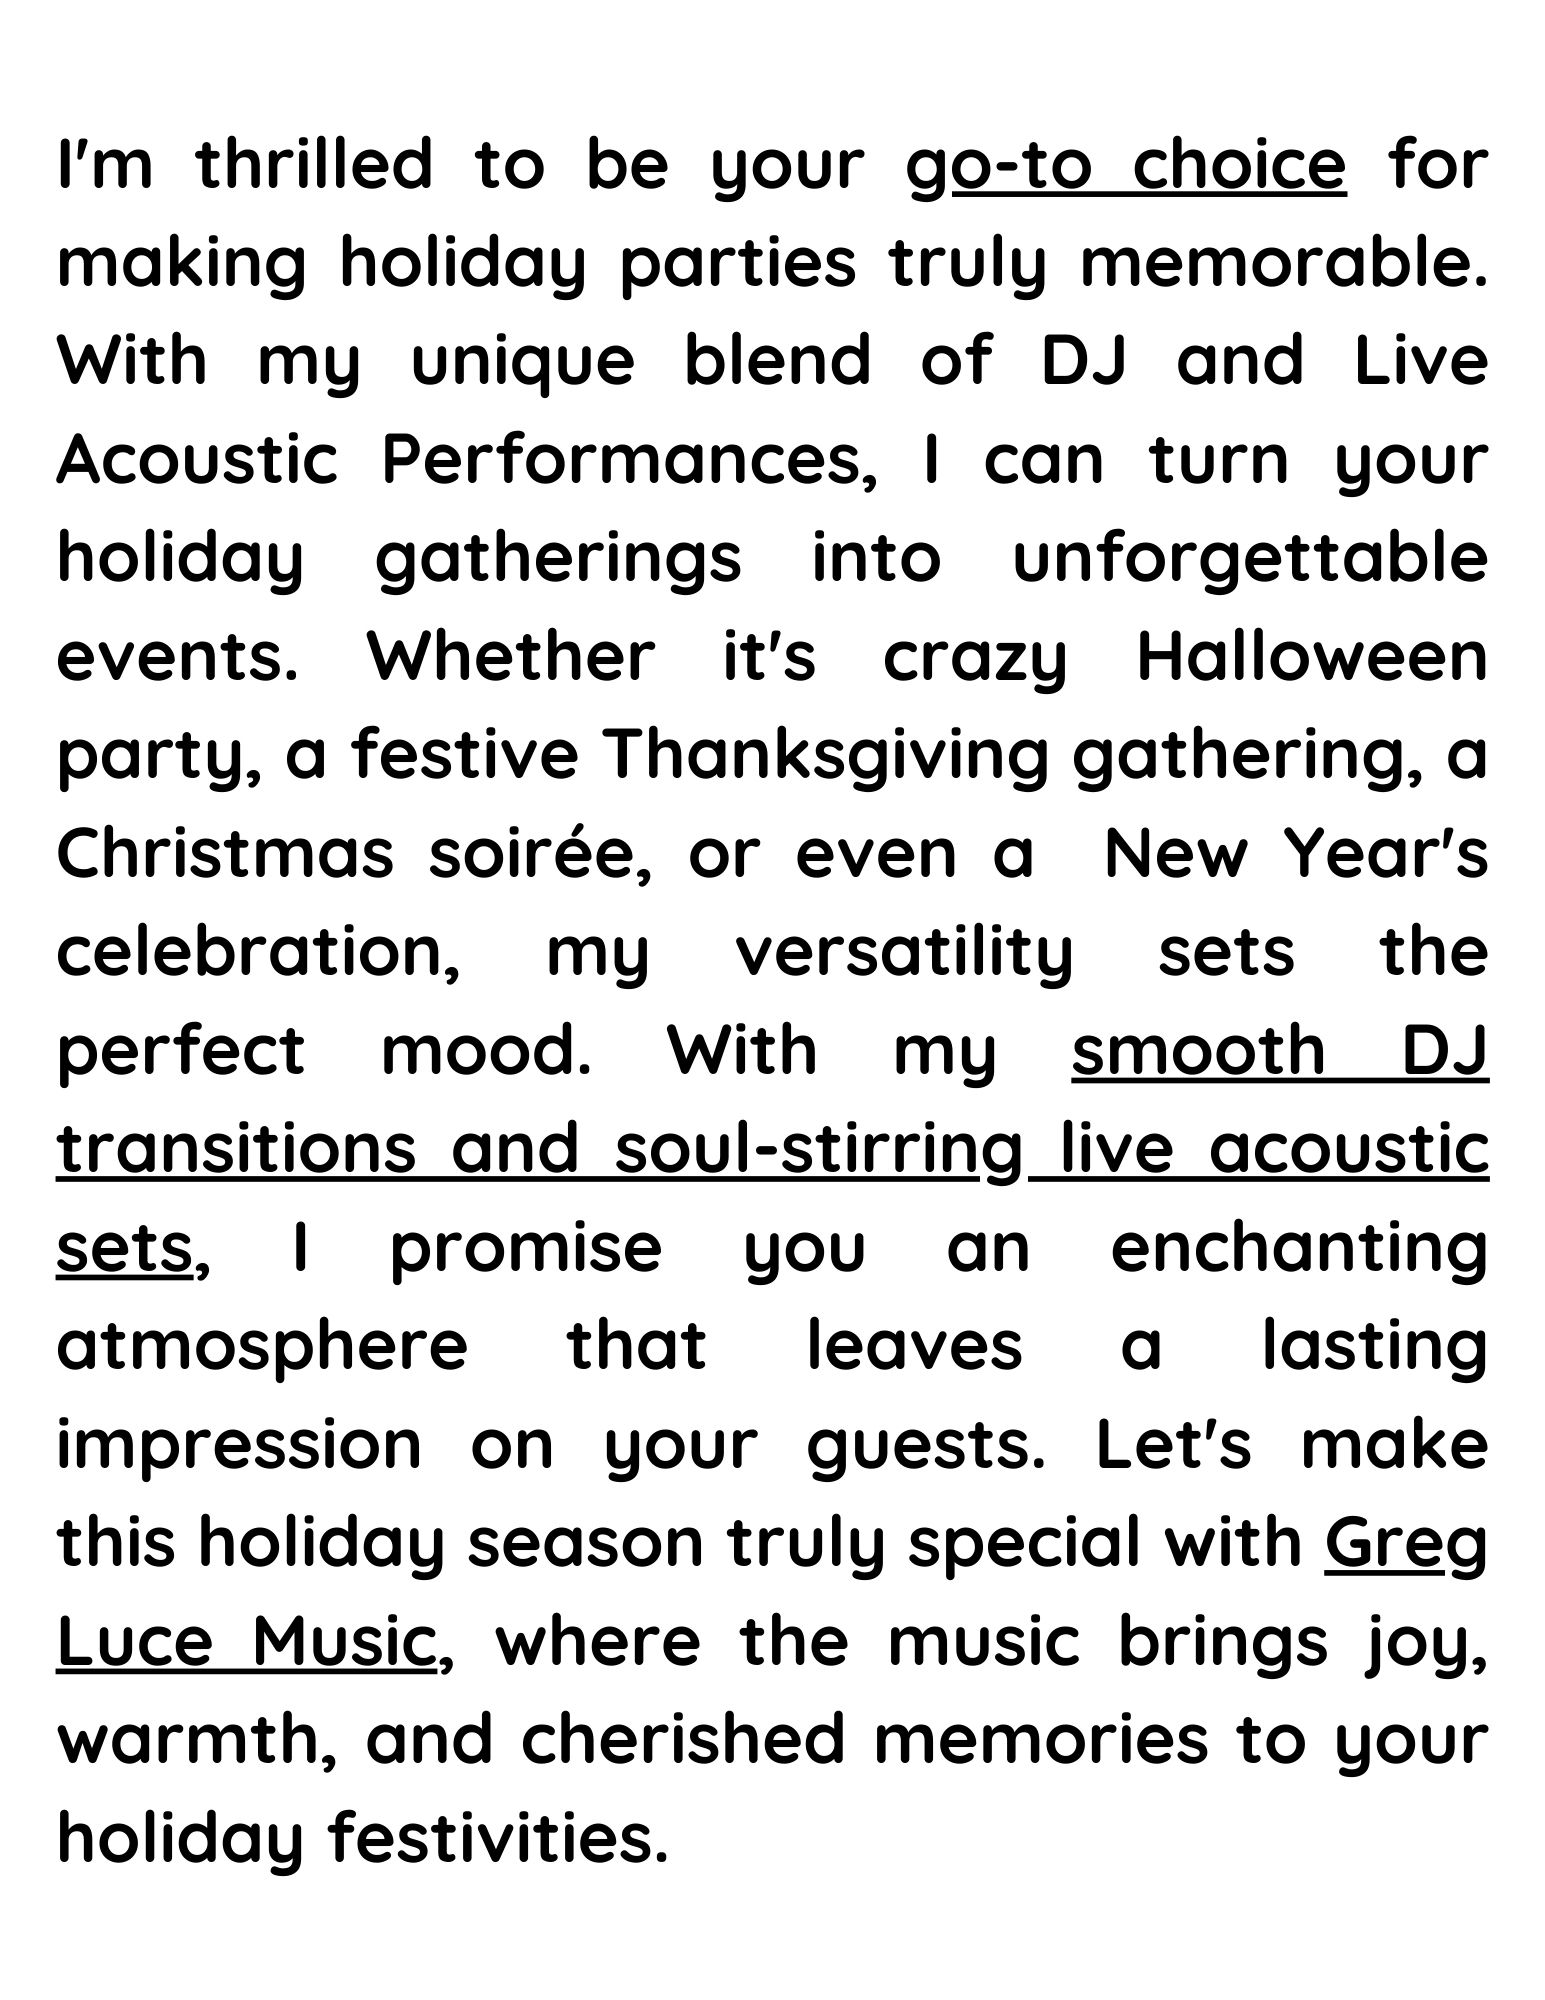 I'm thrilled to be your go-to choice for
making holiday parties truly memorable.
With my unique blend of DJ and Live
Acoustic Performances, I can turn your
holiday gatherings into unforgettable
events. Whether it's crazy Halloween
party, a festive Thanksgiving gathering, a
Christmas soirée, or even a  New Year's
celebration, my versatility sets the
perfect mood. With my smooth DJ
transitions and soul-stirring live acoustic
sets, I promise you an enchanting
atmosphere that leaves a lasting
impression on your guests. Let's make
this holiday season truly special with Greg
Luce Music, where the music brings joy,
warmth, and cherished memories to your
holiday festivities.